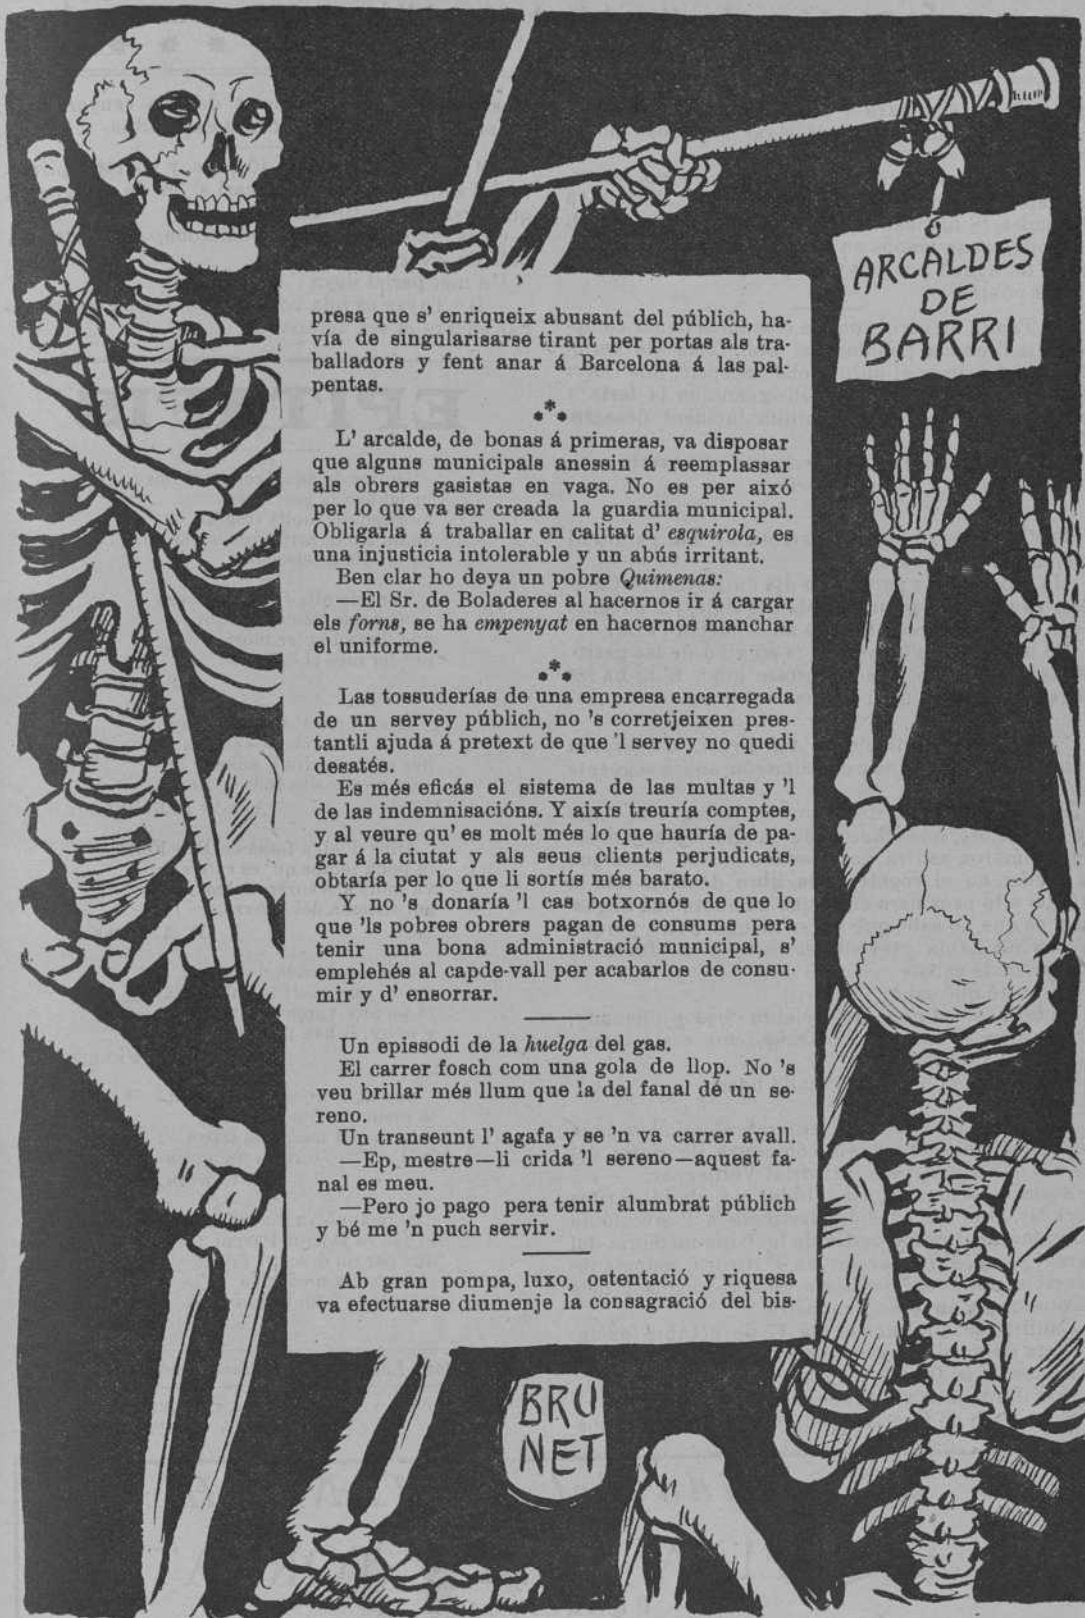 ARCALDES
DE
BARRI
presa que s' enriqueix abusant del públich, ha-
vía de singularisarse tirant per portas als tra-
balladors y fent anar á Barcelona á las pal-
pentas.
L' arcalde, de bonas á primeras, va disposar
que alguns municipals anessin á reemplassar
als obrers gasistas en vaga. No es per aixó
per lo que va ser creada la guardia municipal.
Obligarla á traballar en calitat d' esquirola, es
una injusticia intolerable y un abús irritant.
Ben clar ho deya un pobre Quimenas:
—El Sr. de Boladeres al hacernos ir á cargar
els forns, se ha empenyat en hacernos manchar
el uniforme.
Las tossuderías de una empresa encarregada
de un servey públich, no 's corretjeixen pres-
tantli ajuda á pretext de que 'l servey no quedi
desatés.
Es més eficás el sistema de las multas y 'l
de las indemnisacións. Y aixís treuría comptes,
y al veure qu' es molt més lo que hauría de pa-
gar á la ciutat y als seus clients perjudicats,
obtaría per lo que li sortís més barato.
Y no 's donaría 'l cas botxornós de que lo
que 'ls pobres obrers pagan de consums pera
tenir una bona administració municipal, s'
emplehés al capde-vall per acabarlos de consu-
mir y d' ensorrar.
Un epissodi de la huelga del gas.
El carrer fosch com una gola de llop. No 's
veu brillar més llum que la del fanal de un se-
reno.
Un transeunt l' agafa y se 'n va carrer avall.
—Ep, mestre—li crida 'l sereno—aquest fa-
nal es meu.
—Pero jo pago pera tenir alumbrat públich
y bé me 'n puch servir.
Ab gran pompa, luxo, ostentació y riquesa
va efectuarse diumenje la consagració del bis-
BRU
NET